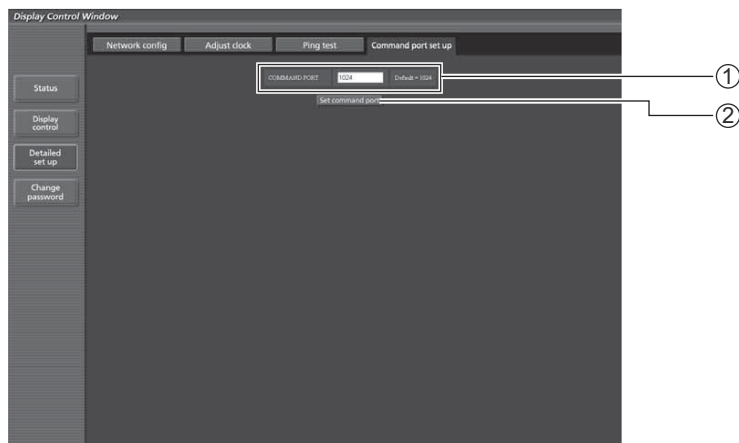 Display Control Window
Network config
Adjust clock
Ping test
Command port set up
COMMAND PORT
1024
Default = 1024
①
Set command port
②
Status
Display
control
Detailed
set up
Change
password